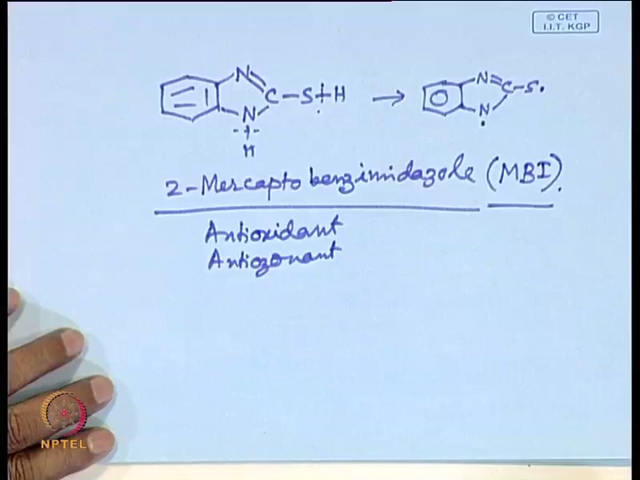 © CET
I.I.T. KGP
N
C–S–H → N C–S•
N N
H
2-Mercapto benzimidazole (MBI).
Antioxidant
Antiozonant
NPTEL